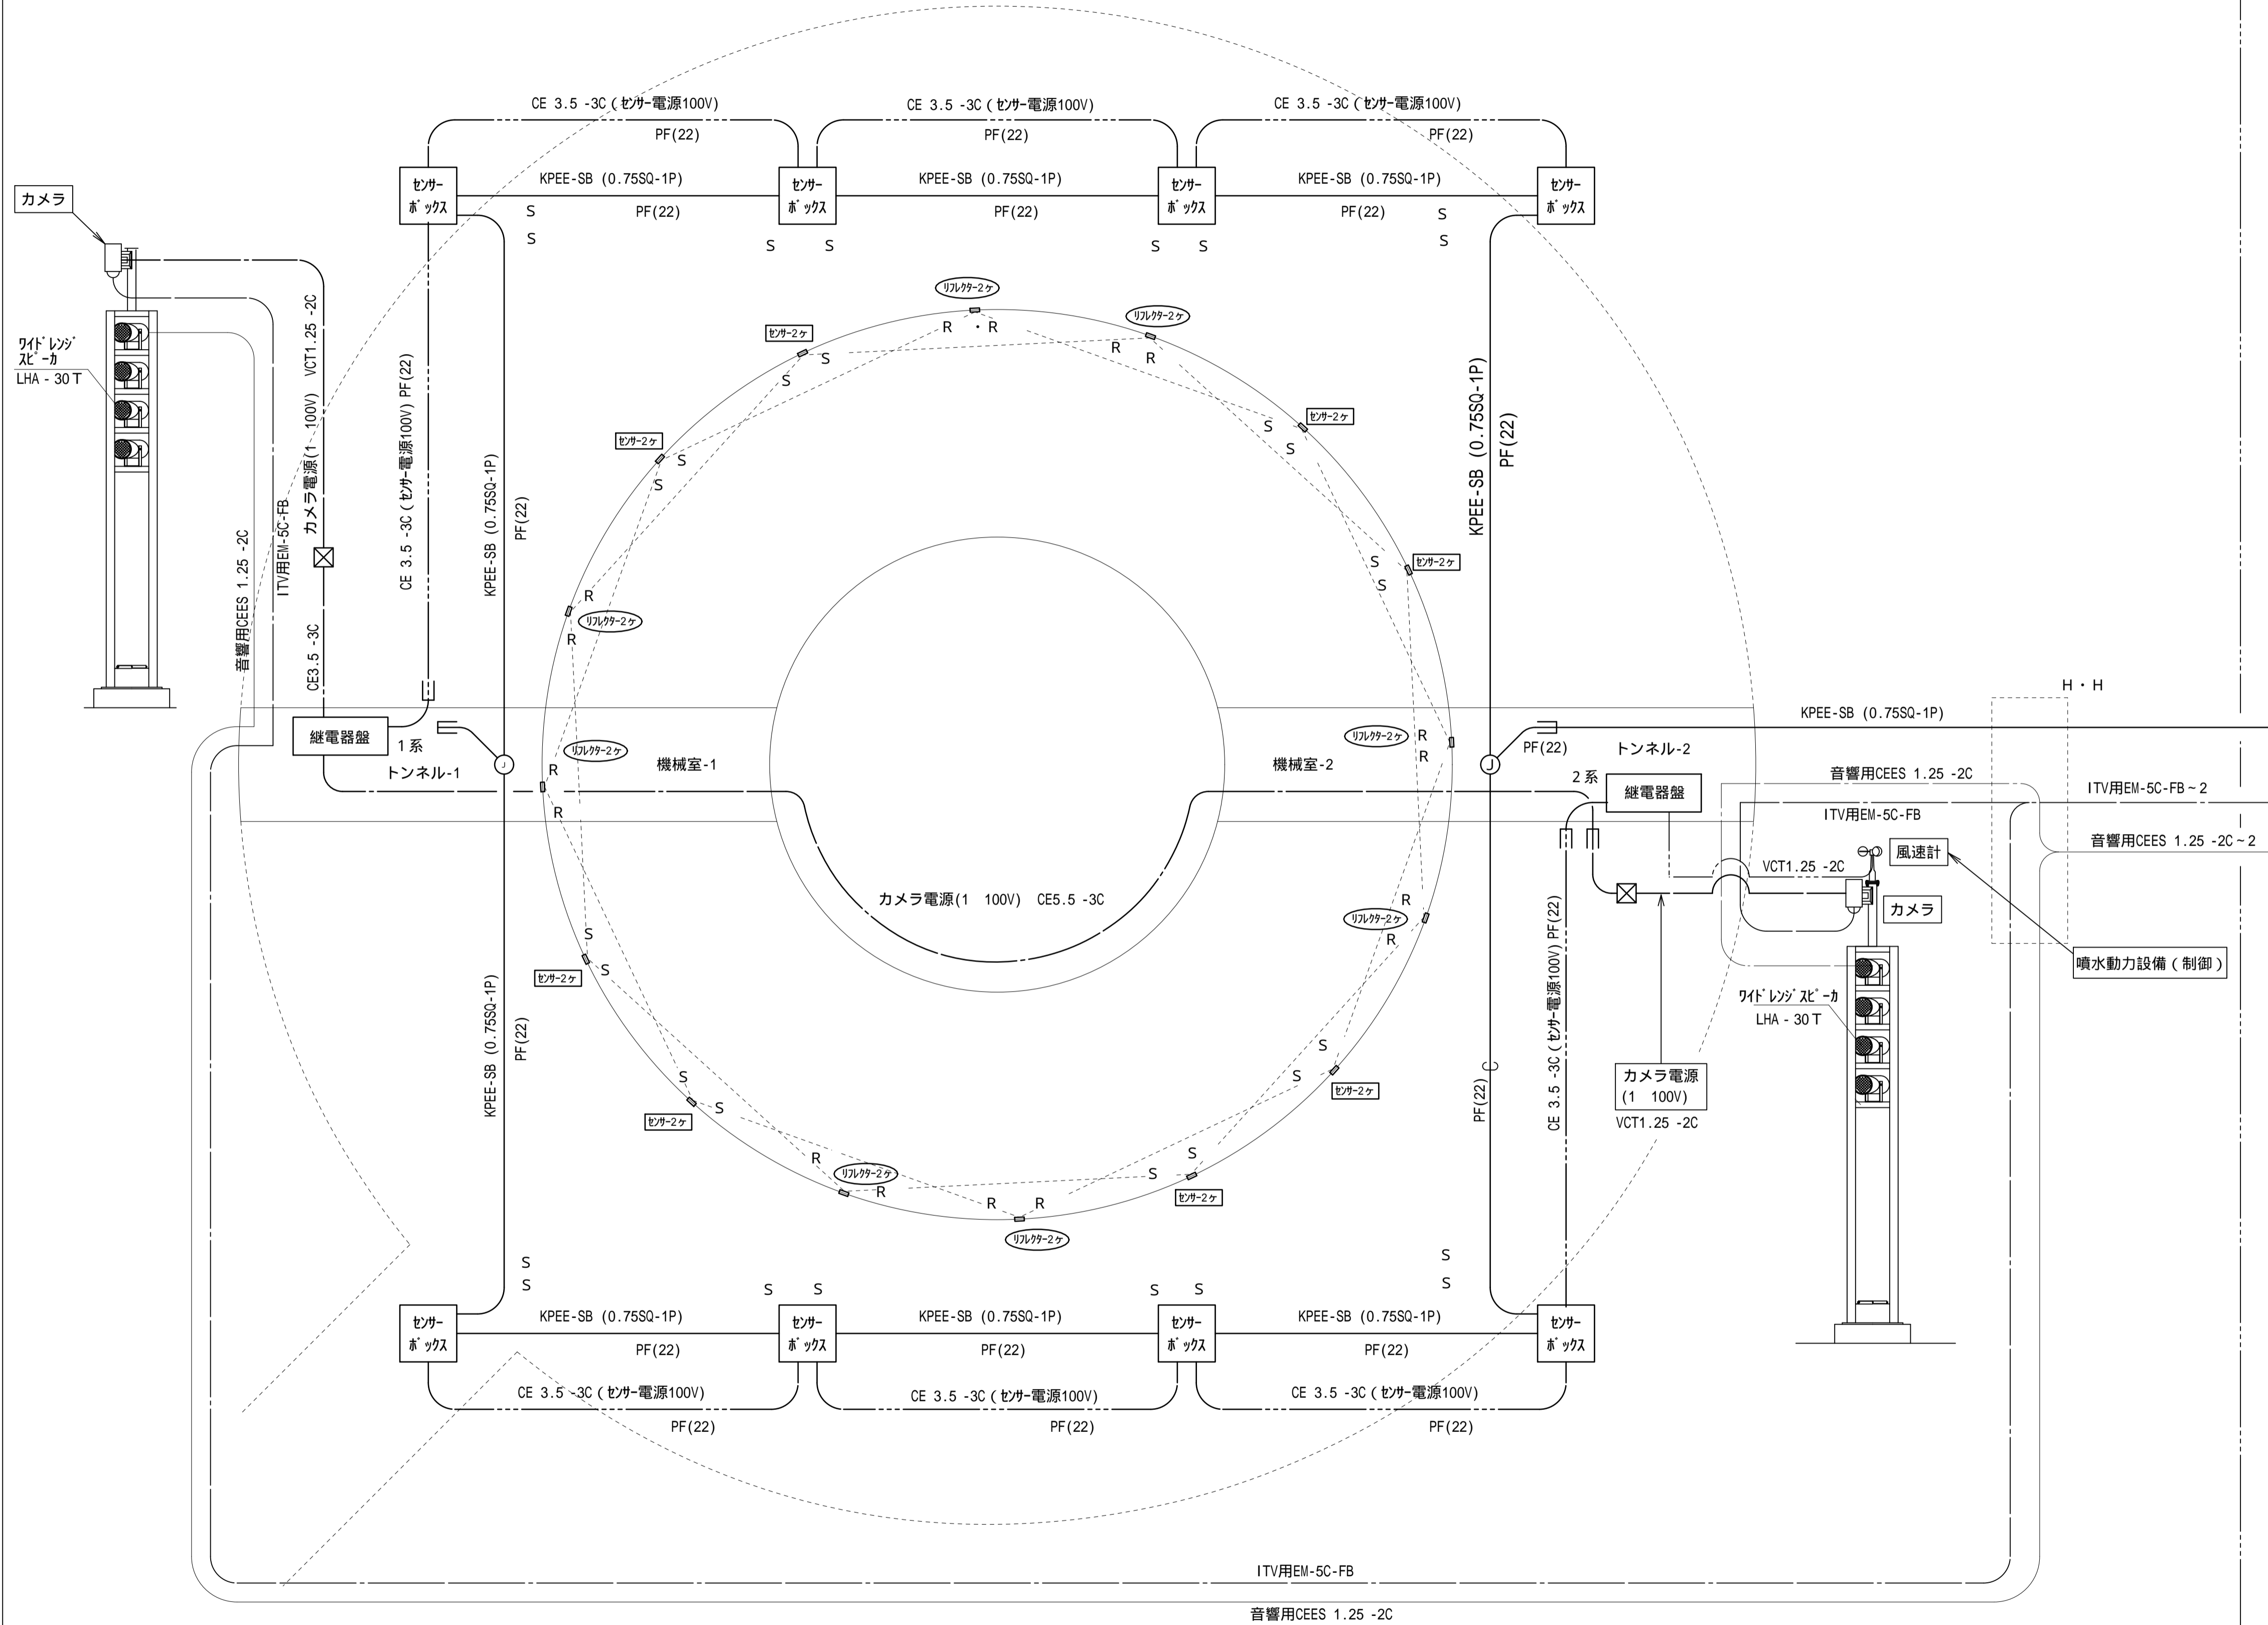 CE 3.5 -3C ( ｾﾝｻｰ電源100V)
CE 3.5 -3C ( ｾﾝｻｰ電源100V)
CE 3.5 -3C ( ｾﾝｻｰ電源100V)
PF(22)
PF(22)
PF(22)
ｾﾝｻｰ
ﾎﾞｯｸｽ
KPEE-SB (0.75SQ-1P)
ｾﾝｻｰ
ﾎﾞｯｸｽ
KPEE-SB (0.75SQ-1P)
ｾﾝｻｰ
ﾎﾞｯｸｽ
KPEE-SB (0.75SQ-1P)
ｾﾝｻｰ
ﾎﾞｯｸｽ
S
PF(22)
PF(22)
PF(22)
S
S
S
S
S
S
S
カメラ
ﾜｲﾄﾞﾚﾝｼﾞ
ｽﾋﾟｰｶ
LHA - 30T
カメラ電源(1 100V) VCT1.25 -2C
CE 3.5 -3C ( ｾﾝｻｰ電源100V) PF(22)
KPEE-SB (0.75SQ-1P)
PF(22)
音響用CEES 1.25 -2C
ITV用EM-5C-FB
CE3.5 -3C
ﾘﾌﾚｸﾀｰ2ヶ
ﾘﾌﾚｸﾀｰ2ヶ
ｾﾝｻｰ2ヶ
R ・R
R
R
S
S
ｾﾝｻｰ2ヶ
S
S
ｾﾝｻｰ2ヶ
S
S
ｾﾝｻｰ2ヶ
S
S
KPEE-SB (0.75SQ-1P)
PF(22)
R
ﾘﾌﾚｸﾀｰ2ヶ
R
H・H
継電器盤
1系
トンネル-1
J
ﾘﾌﾚｸﾀｰ2ヶ
R
R
機械室-1
機械室-2
ﾘﾌﾚｸﾀｰ2ヶ
R
R
J
PF(22)
トンネル-2
KPEE-SB (0.75SQ-1P)
2系
継電器盤
音響用CEES 1.25 -2C
ITV用EM-5C-FB
ITV用EM-5C-FB~2
音響用CEES 1.25 -2C~2
VCT1.25 -2C
風速計
カメラ
噴水動力設備(制御)
カメラ電源(1 100V) CE5.5 -3C
R
ﾘﾌﾚｸﾀｰ2ヶ
R
S
S
ｾﾝｻｰ2ヶ
KPEE-SB (0.75SQ-1P)
PF(22)
PF(22)
CE 3.5 -3C ( ｾﾝｻｰ電源100V) PF(22)
ﾜｲﾄﾞﾚﾝｼﾞｽﾋﾟｰｶ
LHA - 30T
カメラ電源
(1 100V)
VCT1.25 -2C
S
S
ｾﾝｻｰ2ヶ
S
S
ｾﾝｻｰ2ヶ
S
S
ｾﾝｻｰ2ヶ
R
ﾘﾌﾚｸﾀｰ2ヶ
R
R
R
ﾘﾌﾚｸﾀｰ2ヶ
S
S
S
S
S
S
S
S
ｾﾝｻｰ
ﾎﾞｯｸｽ
KPEE-SB (0.75SQ-1P)
ｾﾝｻｰ
ﾎﾞｯｸｽ
KPEE-SB (0.75SQ-1P)
ｾﾝｻｰ
ﾎﾞｯｸｽ
KPEE-SB (0.75SQ-1P)
ｾﾝｻｰ
ﾎﾞｯｸｽ
PF(22)
PF(22)
PF(22)
CE 3.5 -3C ( ｾﾝｻｰ電源100V)
CE 3.5 -3C ( ｾﾝｻｰ電源100V)
CE 3.5 -3C ( ｾﾝｻｰ電源100V)
PF(22)
PF(22)
PF(22)
ITV用EM-5C-FB
音響用CEES 1.25 -2C